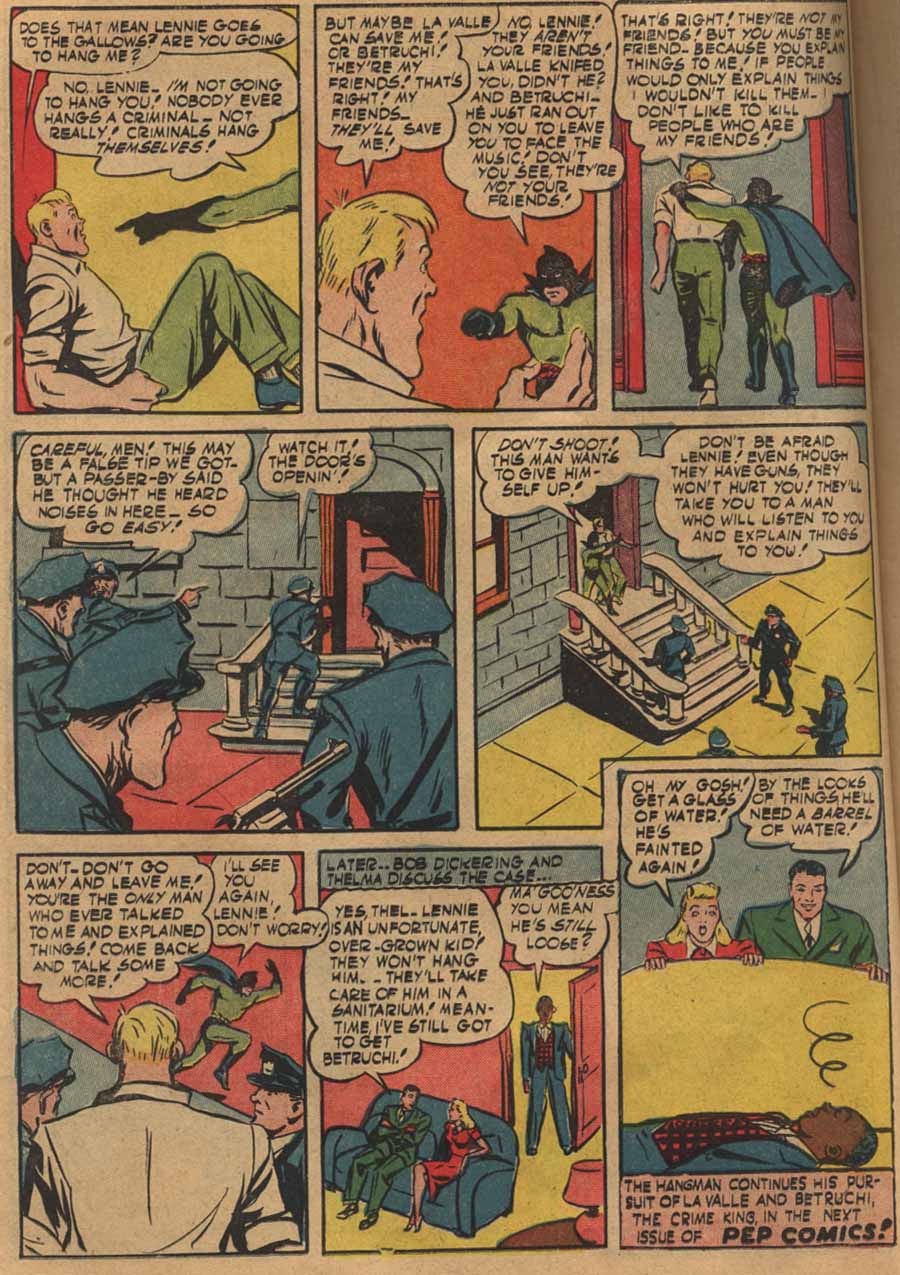 DOES THAT MEAN LENNIE GOES
TO THE GALLOWS? ARE YOU GOING
TO HANG ME?
NO, LENNIE_ I'M NOT GOING
TO HANG YOU! NOBODY EVER
HANGS A CRIMINAL_ NOT
REALLY! CRIMINALS HANG
THEMSELVES!
BUT MAYBE LA VALLE
CAN SAVE ME!
OR BETRUCHI!
THEY'RE MY
FRIENDS! THAT'S
RIGHT! MY
FRIENDS_
THEY'LL SAVE
ME!
NO, LENNIE!
THEY AREN'T
YOUR FRIENDS!
LA VALLE KNIFED
YOU, DIDN'T HE?
AND BETRUCHI_
HE JUST RAN OUT
ON YOU TO LEAVE
YOU TO FACE THE
MUSIC! DON'T
YOU SEE, THEY'RE
NOT YOUR
FRIENDS!
THAT'S RIGHT! THEY'RE NOT MY
FRIENDS! BUT YOU MUST BE MY
FRIEND_ BECAUSE YOU EXPLAN
THINGS TO ME! IF PEOPLE
WOULD ONLY EXPLAIN THINGS
I WOULDN'T KILL THEM_ I
DON'T LIKE TO KILL
PEOPLE WHO ARE
MY FRIENDS!
CAREFUL, MEN! THIS MAY
BE A FALSE TIP WE GOT_
BUT A PASSER-BY SAID
HE THOUGHT HE HEARD
NOISES IN HERE_ SO
GO EASY!
WATCH IT!
THE DOOR'S
OPENIN'!
DON'T SHOOT!
THIS MAN WANTS
TO GIVE HIM-
SELF UP!
DON'T BE AFRAID
LENNIE! EVEN THOUGH
THEY HAVE GUNS, THEY
WON'T HURT YOU! THEY'LL
TAKE YOU TO A MAN
WHO WILL LISTEN TO YOU
AND EXPLAIN THINGS
TO YOU!
DON'T_ DON'T GO
AWAY AND LEAVE ME!
YOU'RE THE ONLY MAN
WHO EVER TALKED
TO ME AND EXPLAINED
THINGS! COME BACK
AND TALK SOME
MORE!
I'LL SEE
YOU
AGAIN,
LENNIE!
DON'T WORRY!
LATER__ BOB DICKERING AND
THELMA DISCUSS THE CASE...
YES, THEL_ LENNIE
IS AN UNFORTUNATE,
OVER-GROWN KID!
THEY WON'T HANG
HIM__ THEY'LL TAKE
CARE OF HIM IN A
SANITARIUM! MEAN-
TIME, I'VE STILL GOT
TO GET
BETRUCHI!
MA' GOO'NESS
YOU MEAN
HE'S STILL
LOOSE?
OH MY GOSH!
GET A GLASS
OF WATER!
HE'S
FAINTED
AGAIN!
BY THE LOOKS
OF THINGS, HE'LL
NEED A BARREL
OF WATER!
THE HANGMAN CONTINUES HIS PUR-
SUIT OF LA VALLE AND BETRUCHI,
THE CRIME KING, IN THE NEXT
ISSUE OF PEP COMICS!